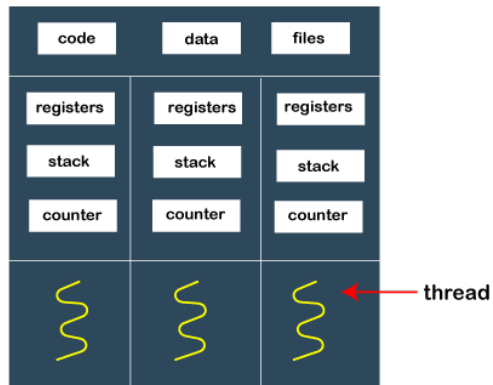 code data files
registers registers registers
stack stack stack
counter counter counter
thread